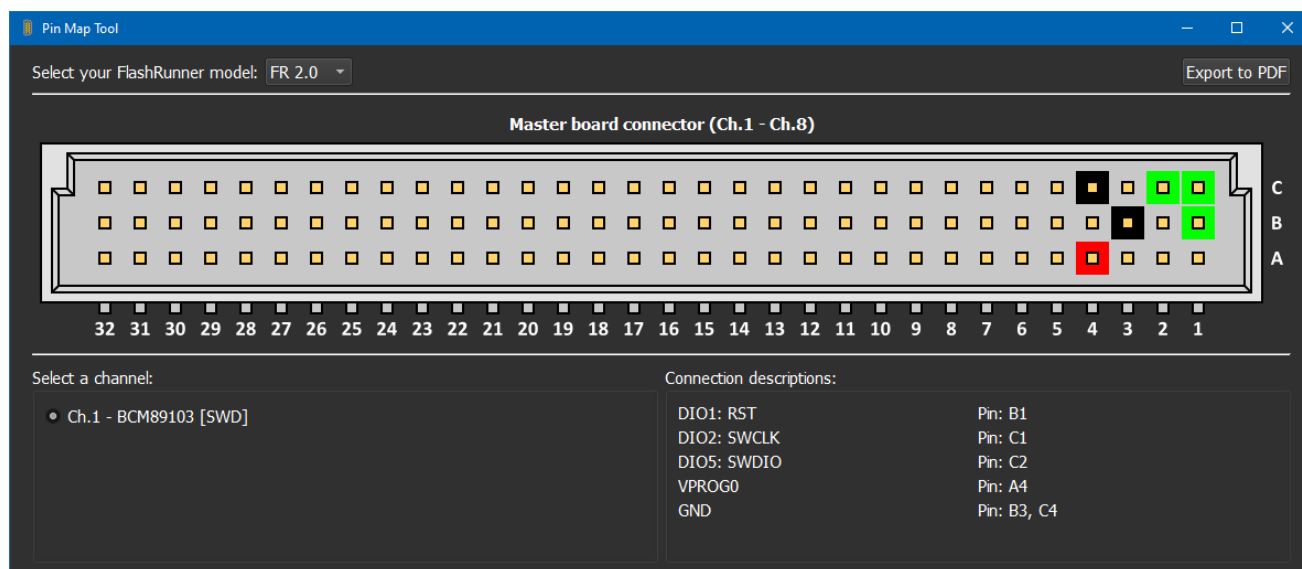 Pin Map Tool
Select your FlashRunner model: FR 2.0
Export to PDF
Master board connector (Ch.1 - Ch.8)
C
B
A
32 31 30 29 28 27 26 25 24 23 22 21 20 19 18 17 16 15 14 13 12 11 10 9 8 7 6 5 4 3 2 1
Select a channel:
Connection descriptions:
Ch.1 - BCM89103 [SWD]
DIO1: RST Pin: B1
DIO2: SWCLK Pin: C1
DIO5: SWDIO Pin: C2
VPROG0 Pin: A4
GND Pin: B3, C4